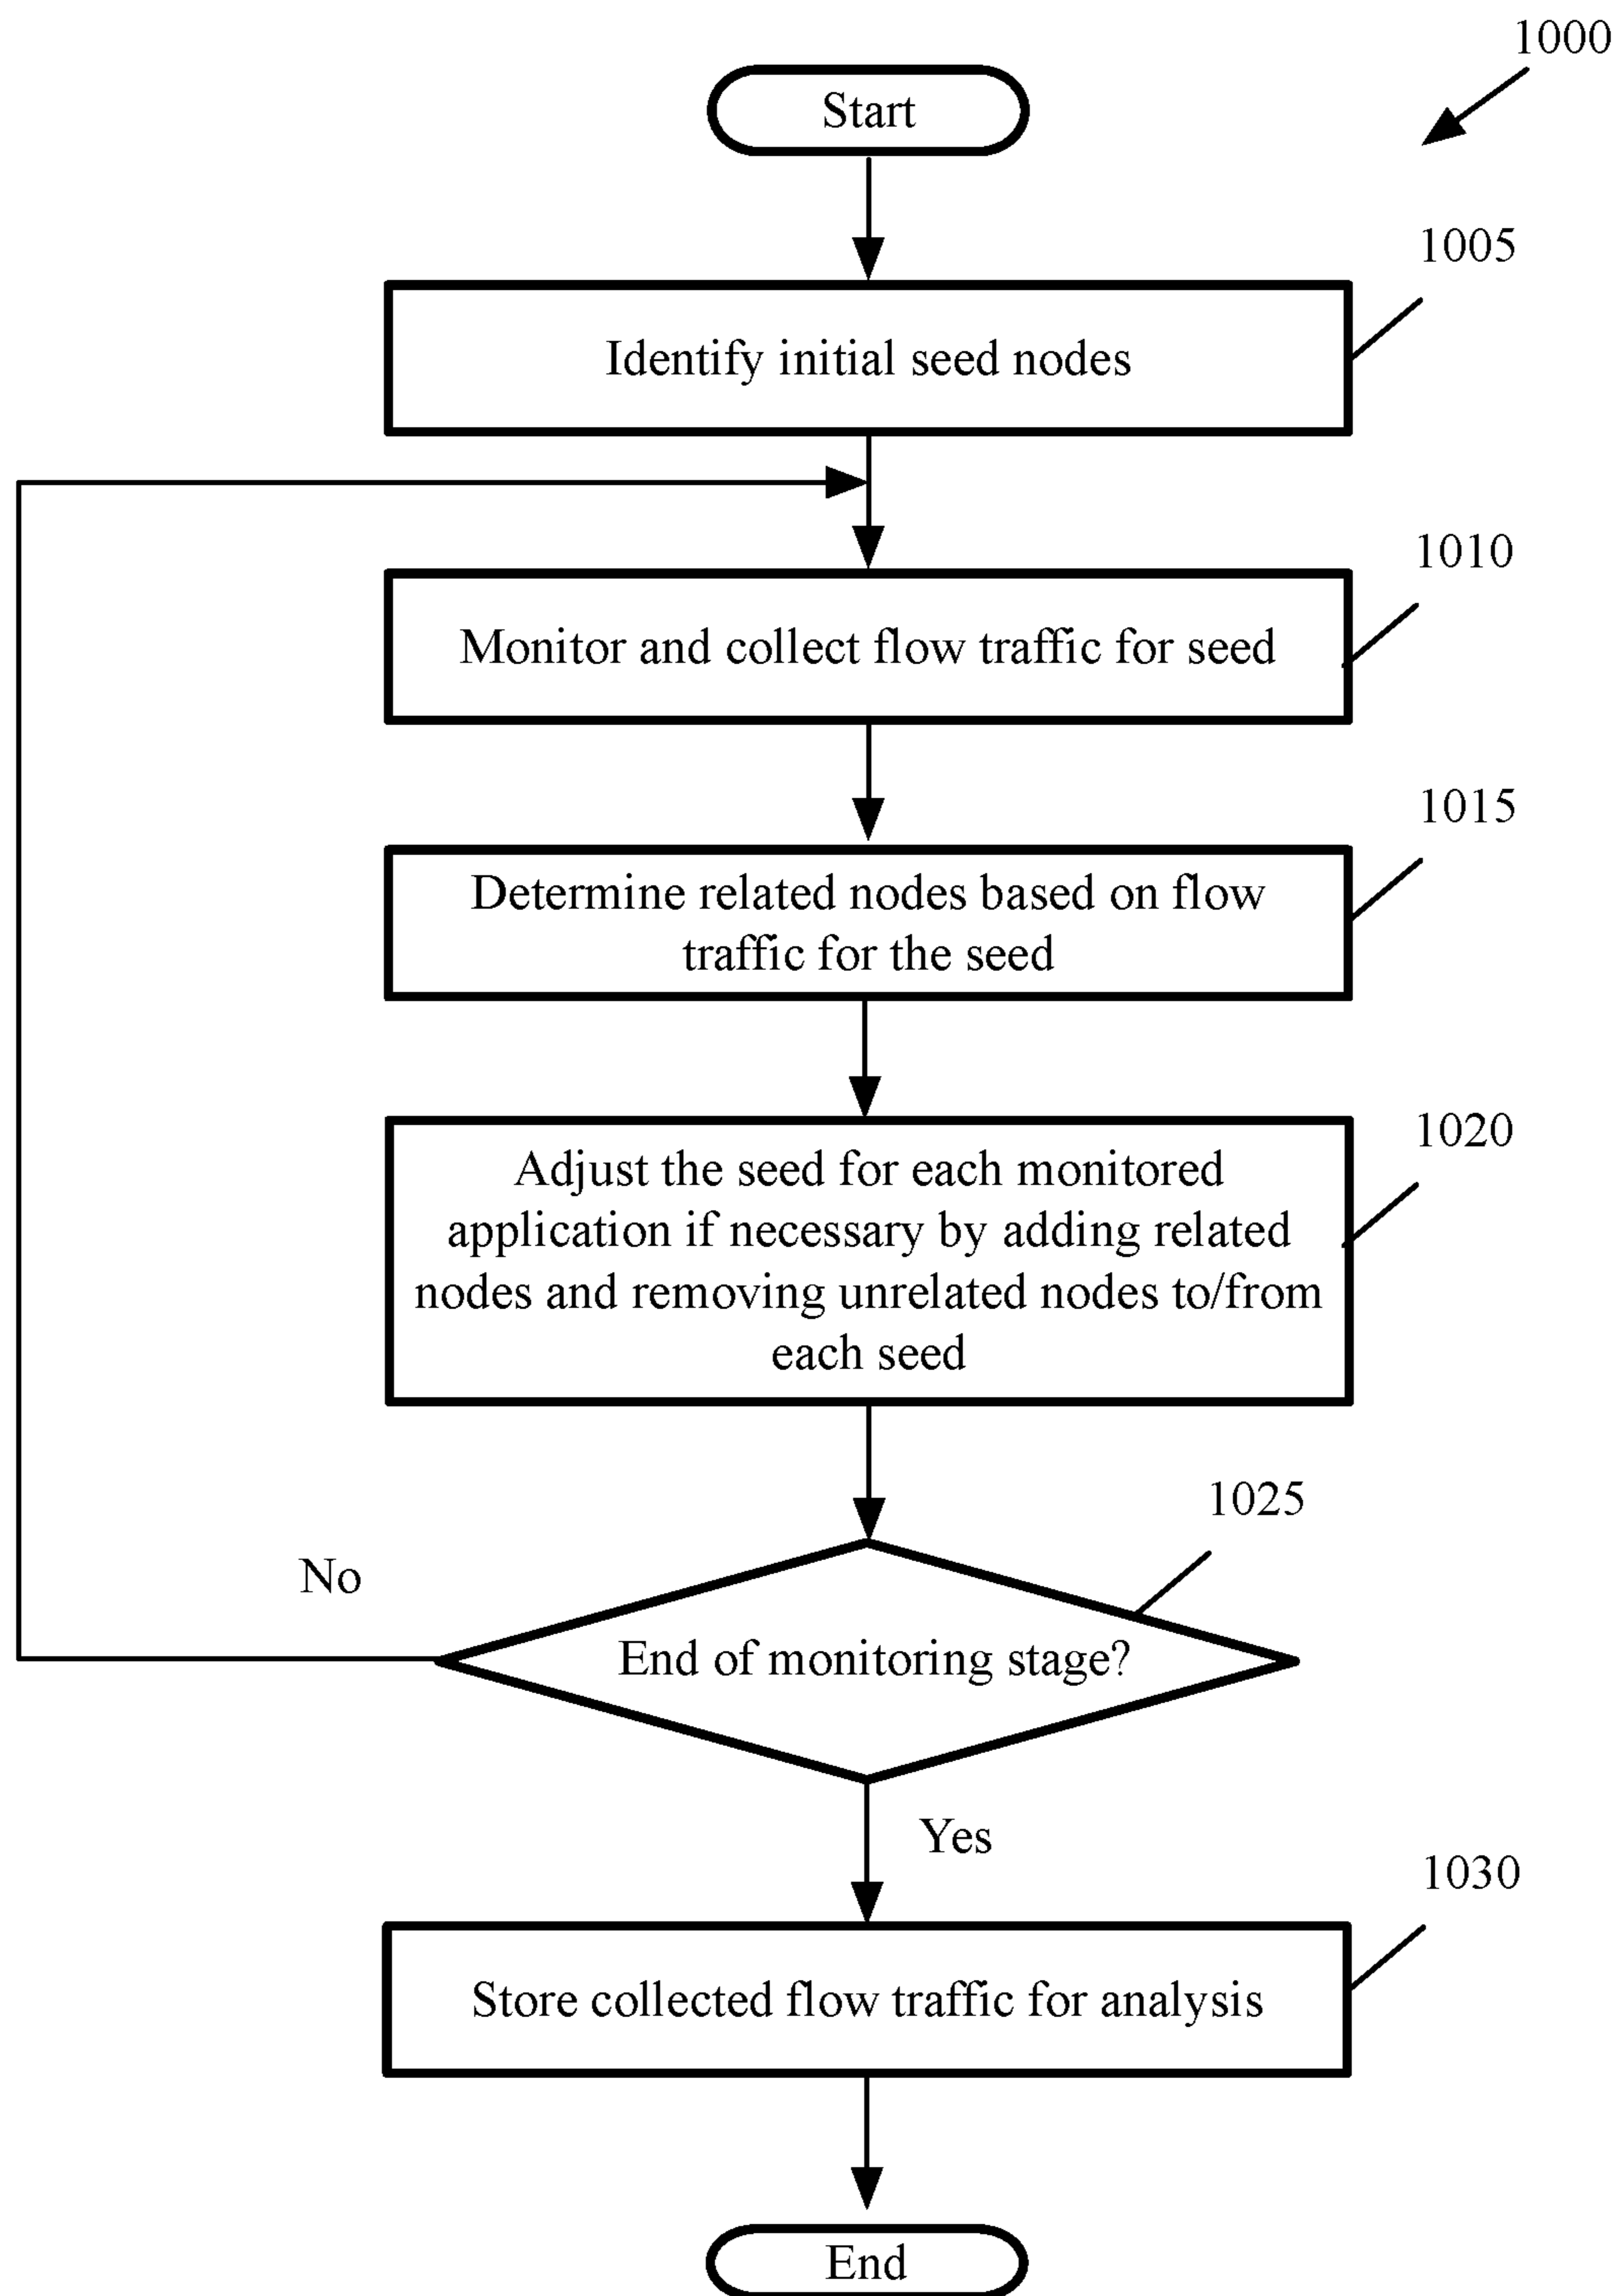 1000
Start
1005
Identify initial seed nodes
1010
Monitor and collect flow traffic for seed
1015
Determine related nodes based on flow
traffic for the seed
1020
Adjust the seed for each monitored
application if necessary by adding related
nodes and removing unrelated nodes to/from
each seed
1025
No
End of monitoring stage?
Yes
1030
Store collected flow traffic for analysis
End